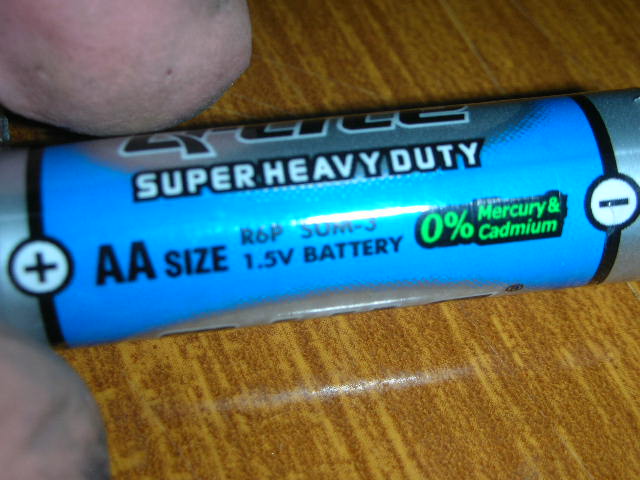 SUPER HEAVY DUTY
AA SIZE
R6P SUM-3
1.5V BATTERY
0% Mercury &
Cadmium
+
-
®